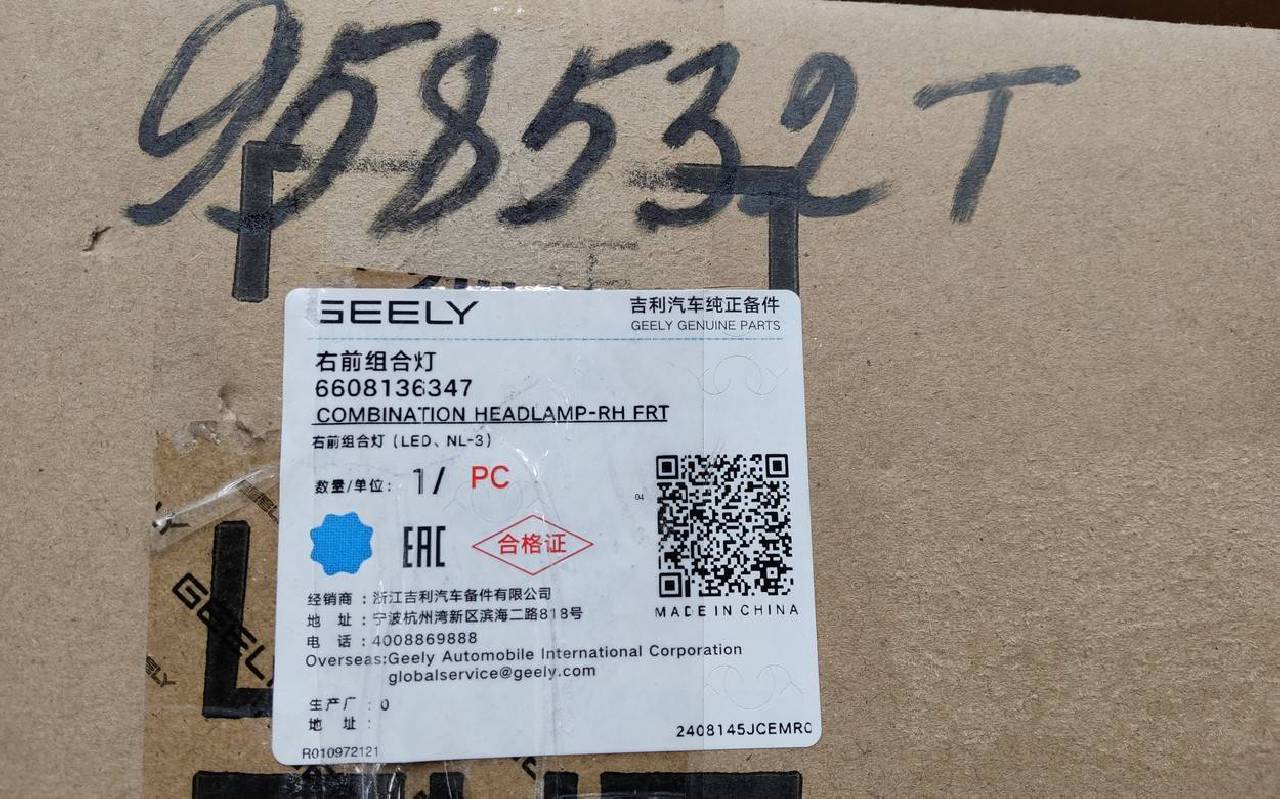 958532 T
GEELY
吉利汽车纯正备件
GEELY GENUINE PARTS
右前组合灯
6608136347
COMBINATION HEADLAMP-RH FRT
右前组合灯(LED、NL-3)
数量/单位: 1/ PC
04
EAC
合格证
MADE IN CHINA
经销商:浙江吉利汽车备件有限公司
地 址:宁波杭州湾新区滨海二路818号
电 话:4008869888
Overseas:Geely Automobile International Corporation
globalservice@geely.com
生产厂: 0
地 址:
2408145JCEMRC
R010972121
GEELY